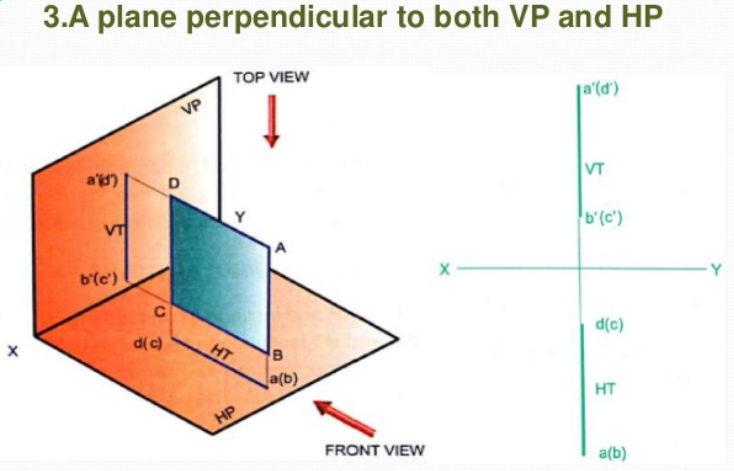 3.A plane perpendicular to both VP and HP
TOP VIEW
VP
a'(d')
D
Y
VT
A
b'(c')
C
d(c)
HT
B
a(b)
X
HP
FRONT VIEW
a'(d')
VT
b'(c')
X
Y
d(c)
HT
a(b)